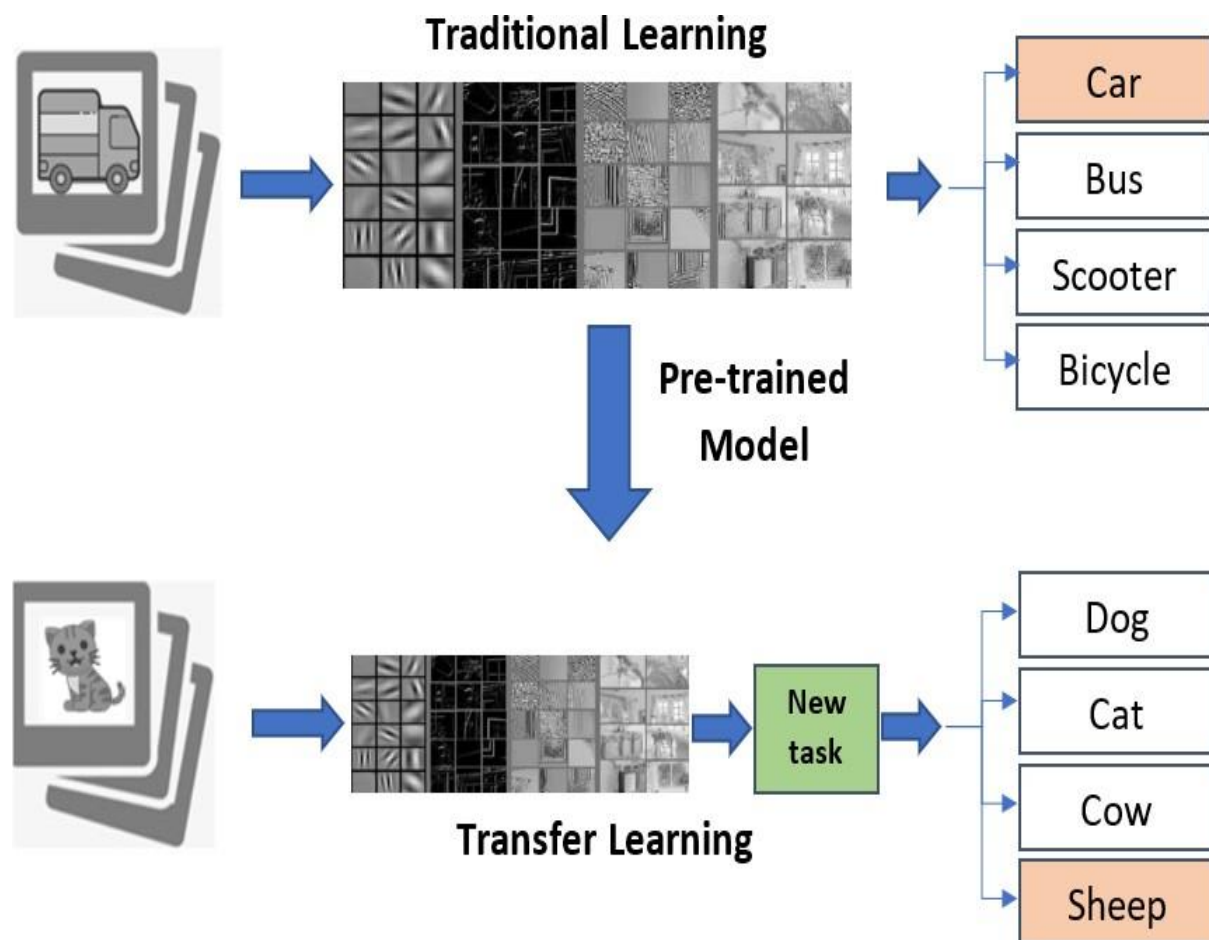 Traditional Learning
Car
Bus
Scooter
Bicycle
Pre-trained
Model
Dog
New
task
Cat
Cow
Transfer Learning
Sheep